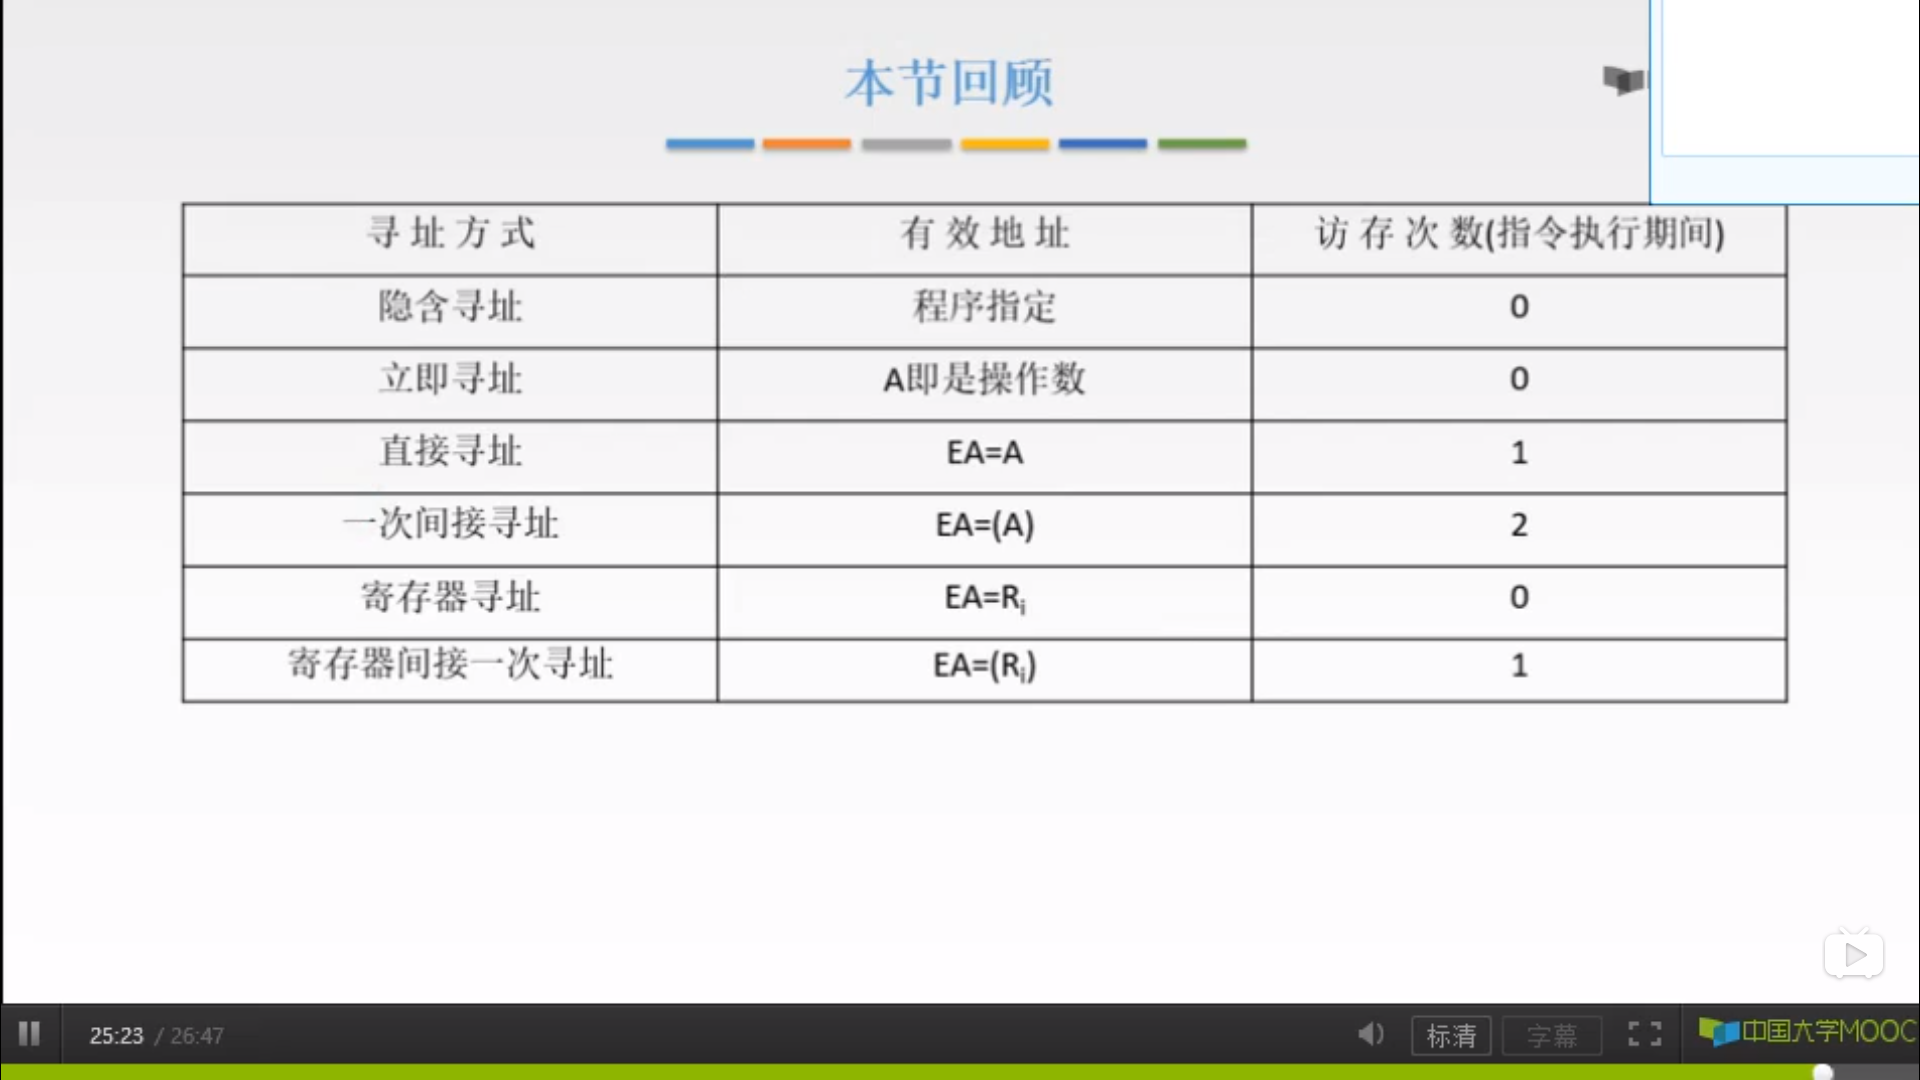 本节回顾
寻址方式 有效地址 访存次数(指令执行期间)
隐含寻址 程序指定 0
立即寻址 A即是操作数 0
直接寻址 EA=A 1
一次间接寻址 EA=(A) 2
寄存器寻址 EA=Ri 0
寄存器间接一次寻址 EA=(Ri) 1
25:23 / 26:47 标清 字幕 中国大学MOOC